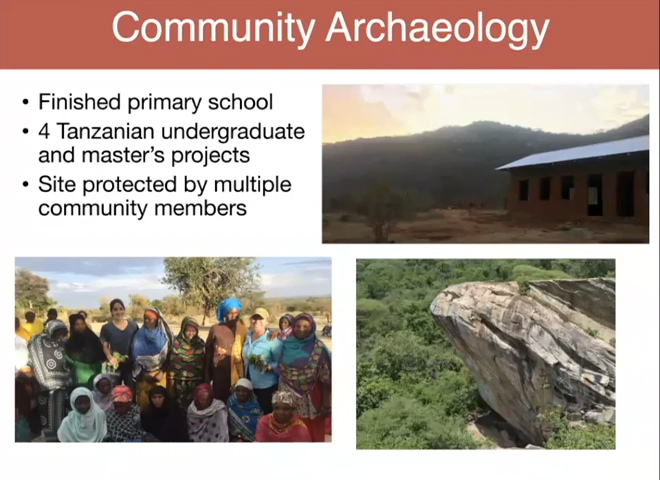 Community Archaeology
• Finished primary school
• 4 Tanzanian undergraduate
and master's projects
• Site protected by multiple
community members